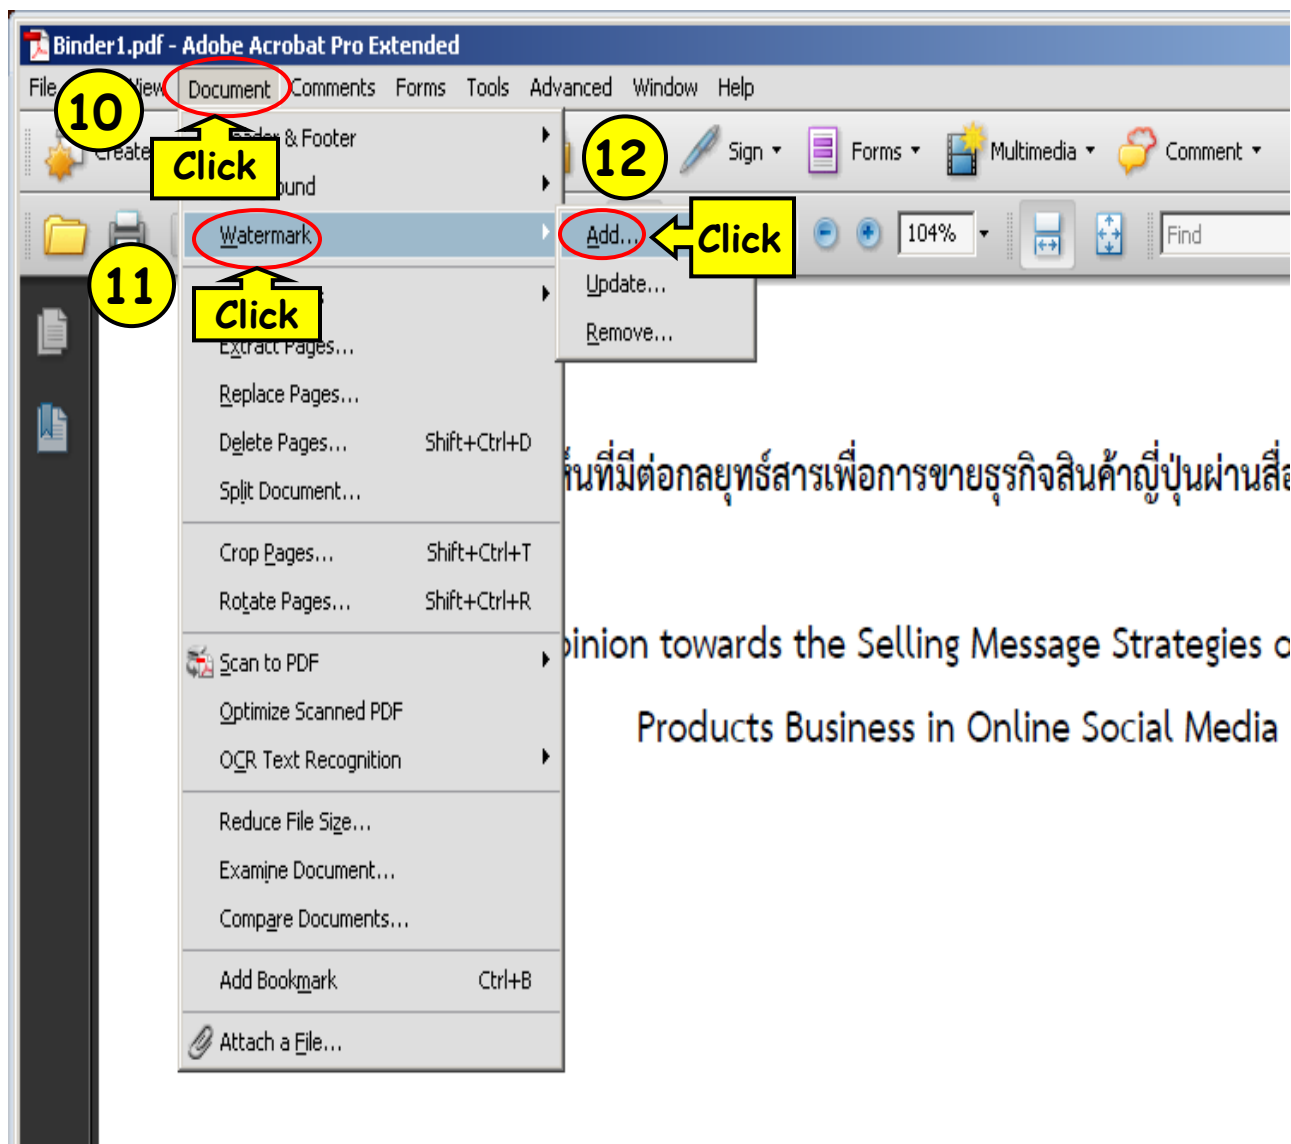 Binder1.pdf - Adobe Acrobat Pro Extended
File View Document Comments Forms Tools Advanced Window Help
10
Click
& Footer
12
Sign
Forms
Multimedia
Comment
Watermark
Add...
Click
104%
Find
11
Click
Update...
Remove...
Extract Pages...
Replace Pages...
Delete Pages... Shift+Ctrl+D
Split Document...
Crop Pages... Shift+Ctrl+T
Rotate Pages... Shift+Ctrl+R
Scan to PDF
Optimize Scanned PDF
OCR Text Recognition
Reduce File Size...
Examine Document...
Compare Documents...
Add Bookmark Ctrl+B
Attach a File...
ที่มีต่อกลยุทธ์สารเพื่อการขายธุรกิจสินค้าญี่ปุ่นผ่าน
towards the Selling Message Strategies
Products Business in Online Social Media